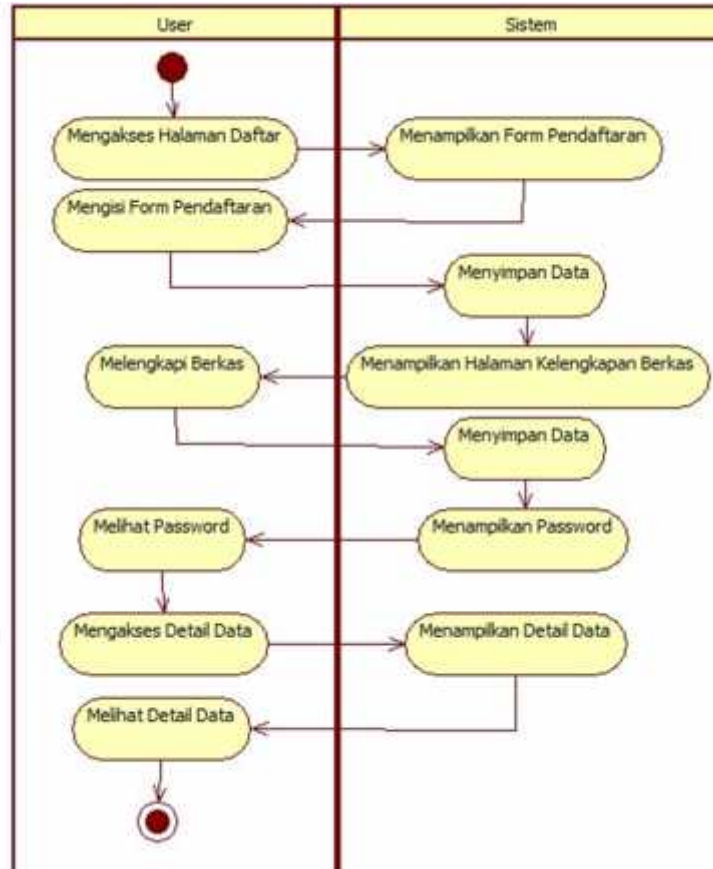 User
Sistem
Mengakses Halaman Daftar
Menampilkan Form Pendaftaran
Mengisi Form Pendaftaran
Menyimpan Data
Melengkapi Berkas
Menampilkan Halaman Kelengkapan Berkas
Menyimpan Data
Melihat Password
Menampilkan Password
Mengakses Detail Data
Menampilkan Detail Data
Melihat Detail Data